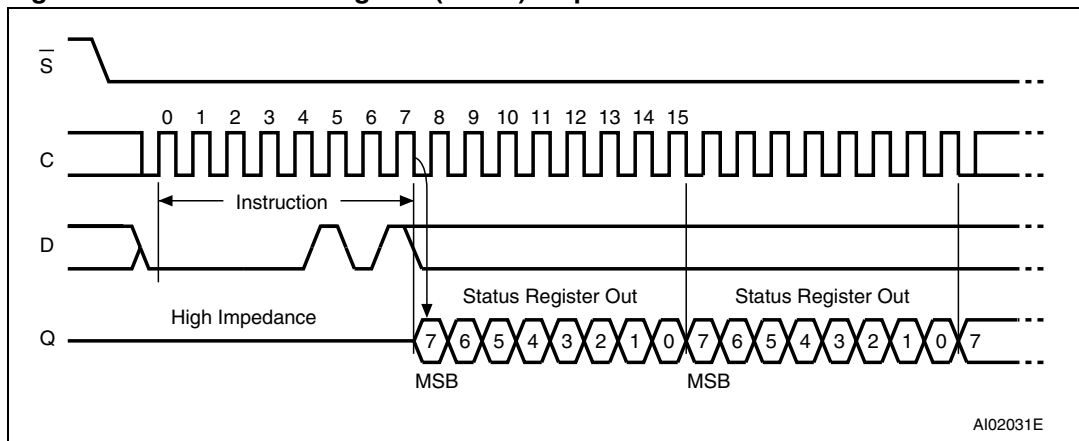 S
0 1 2 3 4 5 6 7 8 9 10 11 12 13 14 15
C
Instruction
D
Status Register Out Status Register Out
High Impedance
Q 7 6 5 4 3 2 1 0 7 6 5 4 3 2 1 0 7
MSB MSB
AI02031E